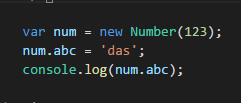 var num = new Number(123);
num.abc = 'das';
console.log(num.abc);